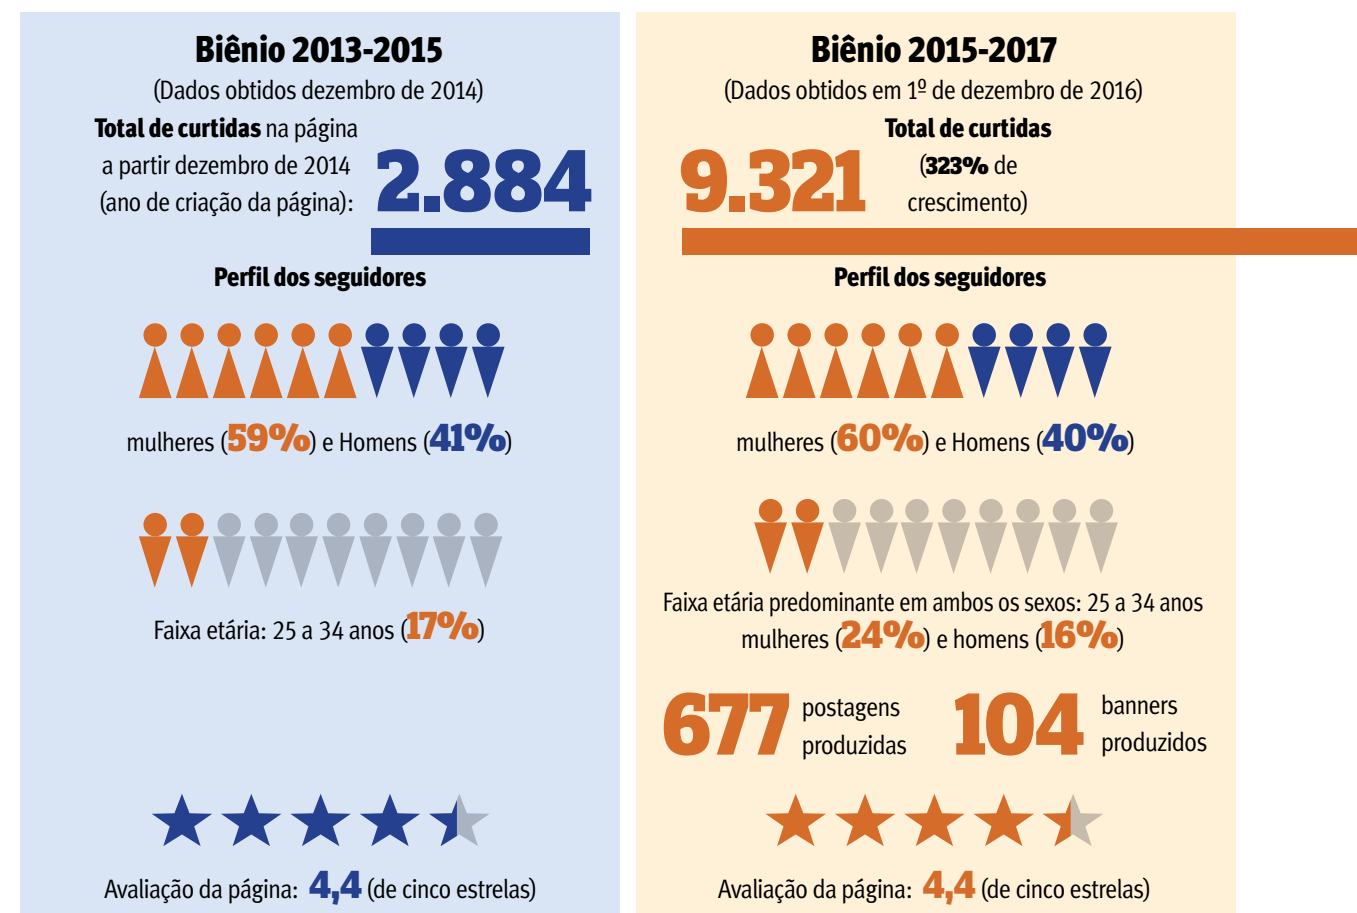 Biênio 2013-2015
(Dados obtidos dezembro de 2014)
Total de curtidas na página
a partir dezembro de 2014
(ano de criação da página):
2.884
Perfil dos seguidores
mulheres (59%) e Homens (41%)
Faixa etária: 25 a 34 anos (17%)
Avaliação da página: 4,4 (de cinco estrelas)
Biênio 2015-2017
(Dados obtidos em 1º de dezembro de 2016)
9.321
Total de curtidas
(323% de
crescimento)
Perfil dos seguidores
mulheres (60%) e Homens (40%)
Faixa etária predominante em ambos os sexos: 25 a 34 anos
mulheres (24%) e homens (16%)
677
postagens
produzidas
104
banners
produzidos
Avaliação da página: 4,4 (de cinco estrelas)